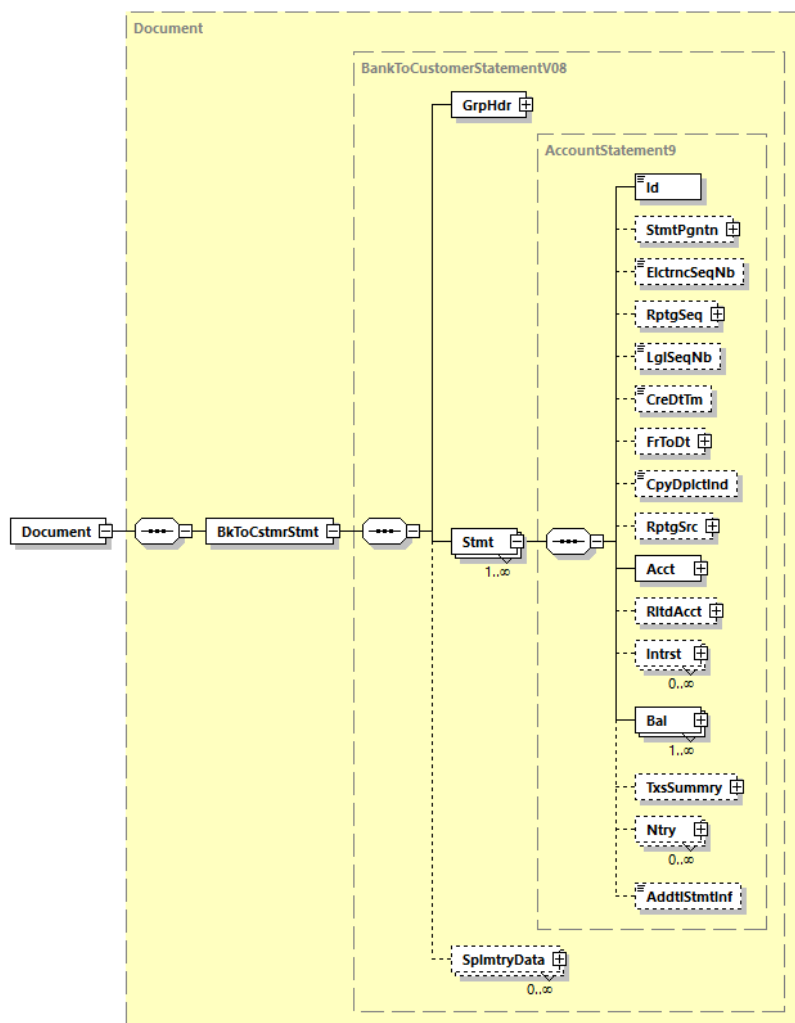 Document
BankToCustomerStatementV08
GrpHdr
AccountStatement9
Id
StmtPgntn
ElctrncSeqNb
RptgSeq
LglSeqNb
CreDtTm
FrToDt
CpyDplctInd
RptgSrc
Document
BkToCstmrStmt
Stmt
1..∞
Acct
RltdAcct
Intrst
0..∞
Bal
1..∞
TxsSummry
Ntry
0..∞
AddtlStmtInf
SplmtryData
0..∞